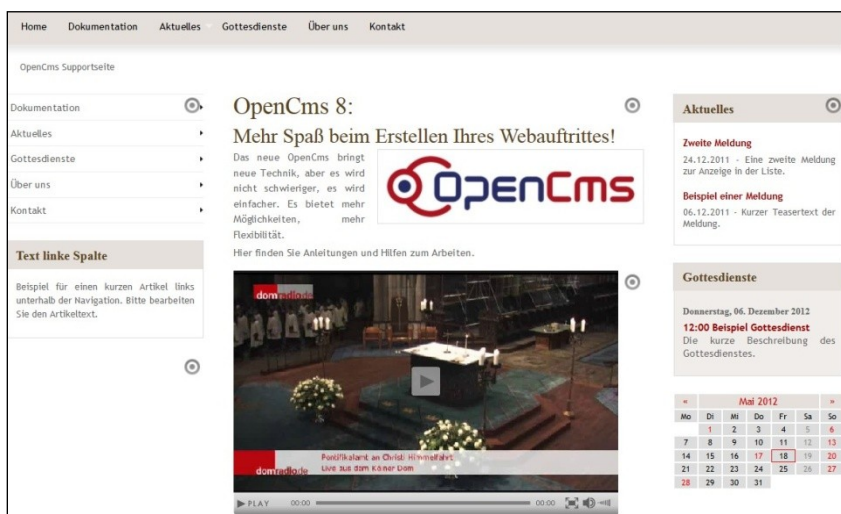 Home Dokumentation Aktuelles Gottesdienste Über uns Kontakt
OpenCms Supportseite
Dokumentation
Aktuelles
Gottesdienste
Über uns
Kontakt
Text linke Spalte
Beispiel für einen kurzen Artikel links
unterhalb der Navigation. Bitte bearbeiten
Sie den Artikeltext.
OpenCms 8:
Mehr Spaß beim Erstellen Ihres Webauftrittes!
Das neue OpenCms bringt
neue Technik, aber es wird
nicht schwieriger, es wird
einfacher. Es bietet mehr
Möglichkeiten, mehr
Flexibilität.
OpenCms
Hier finden Sie Anleitungen und Hilfen zum Arbeiten.
domradio.de
Pontifikalamt an Christi Himmelfahrt
Live aus dem Kölner Dom
domradio.de
PLAY 00:00 00:00
Aktuelles
Zweite Meldung
24.12.2011 - Eine zweite Meldung
zur Anzeige in der Liste.
Beispiel einer Meldung
06.12.2011 - Kurzer Teasertext der
Meldung.
Gottesdienste
Donnerstag, 06. Dezember 2012
12:00 Beispiel Gottesdienst
Die kurze Beschreibung des
Gottesdienstes.
« Mai 2012 »
Mo Di Mi Do Fr Sa So
1 2 3 4 5 6
7 8 9 10 11 12 13
14 15 16 17 18 19 20
21 22 23 24 25 26 27
28 29 30 31